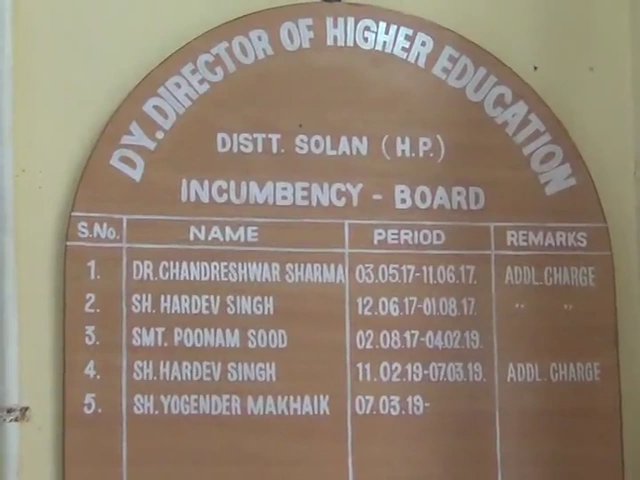 DY. DIRECTOR OF HIGHER EDUCATION
DISTT. SOLAN (H.P.)
INCUMBENCY - BOARD
S.No. NAME PERIOD REMARKS
1. DR.CHANDRESHWAR SHARMA 03.05.17-11.06.17. ADDL.CHARGE
2. SH. HARDEV SINGH 12.06.17-01.08.17. " "
3. SMT. POONAM SOOD 02.08.17-04.02.19.
4. SH. HARDEV SINGH 11.02.19-07.03.19. ADDL. CHARGE
5. SH. YOGENDER MAKHAIK 07.03.19-